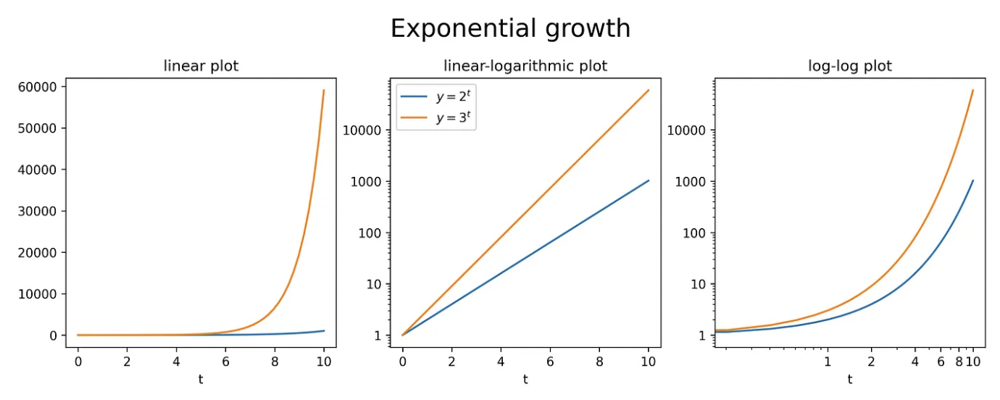 Exponential growth
linear plot
60000
50000
40000
30000
20000
10000
0
0 2 4 6 8 10
t
linear-logarithmic plot
y = 2^t
y = 3^t
10000
1000
100
10
1
0 2 4 6 8 10
t
log-log plot
10000
1000
100
10
1
1 2 4 6 8 10
t